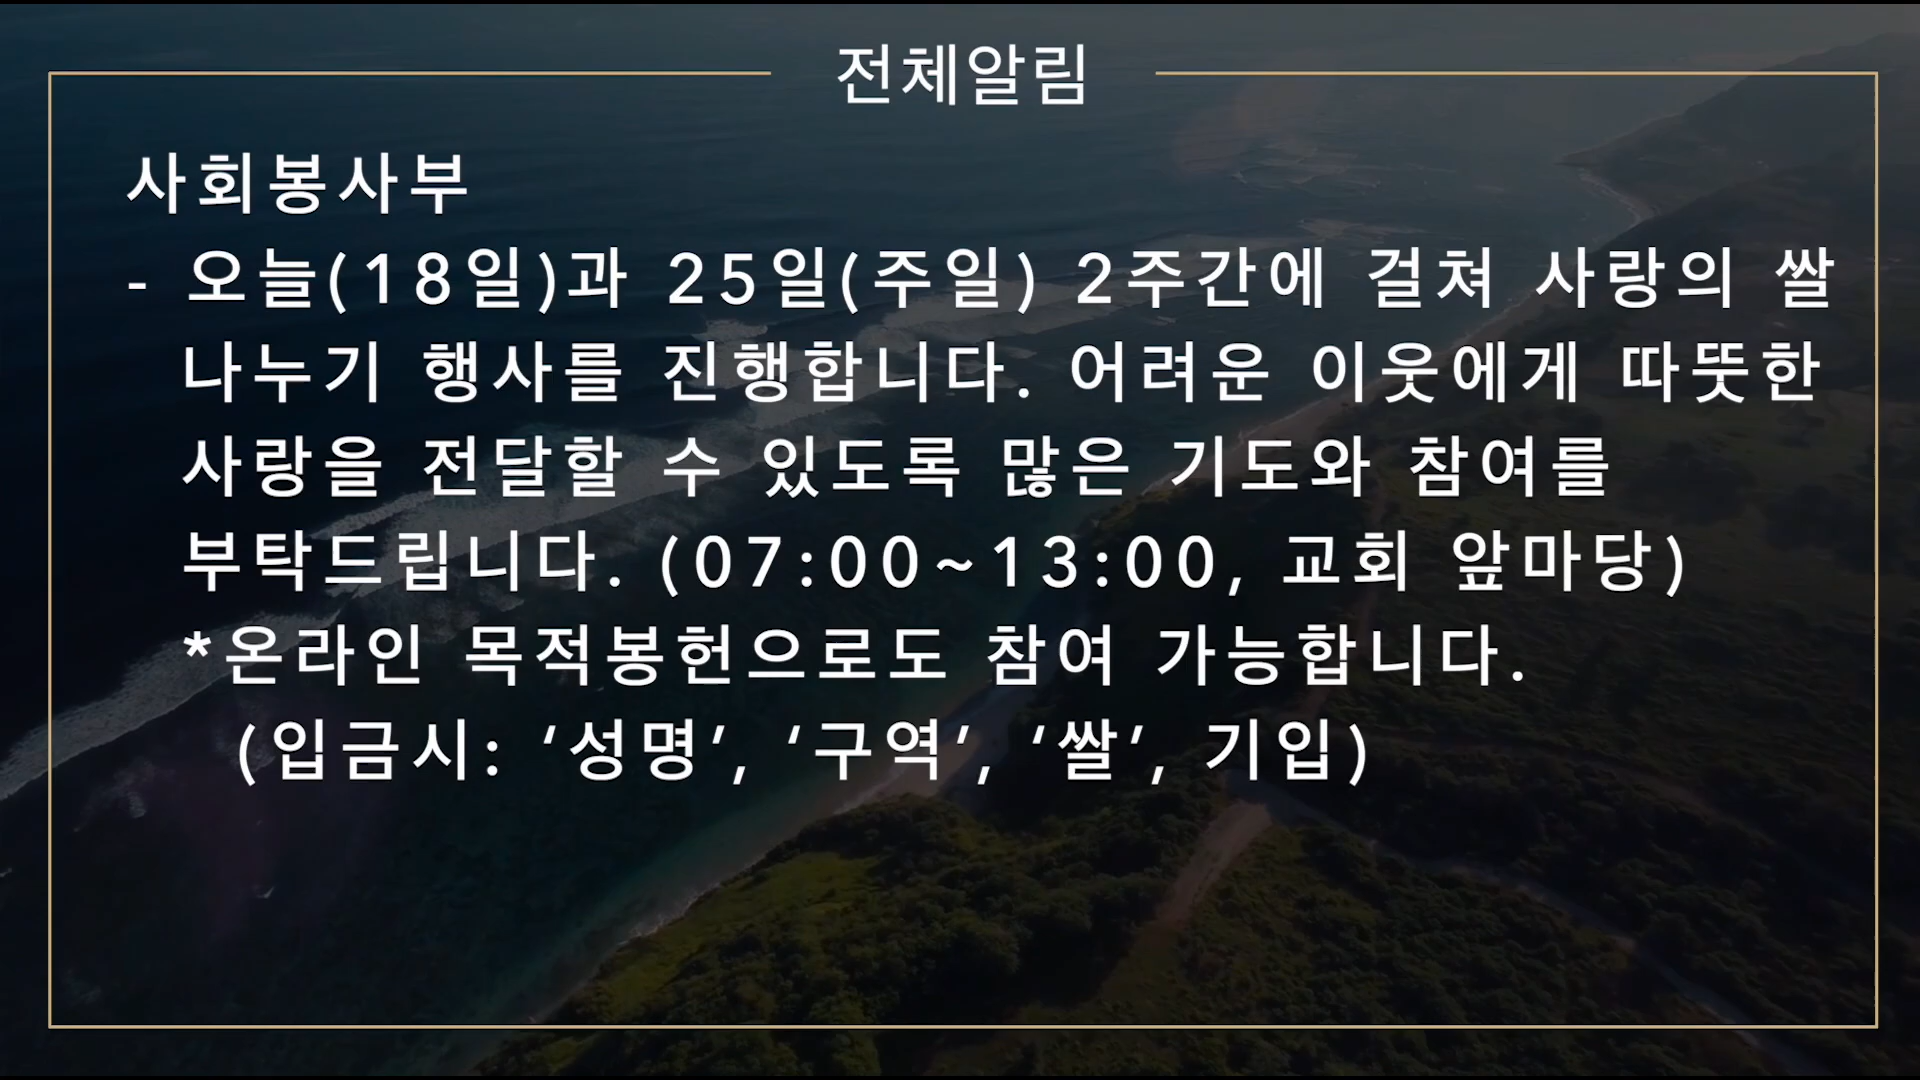 전체알림
사회봉사부
- 오늘(18일)과 25일(주일) 2주간에 걸쳐 사랑의 쌀
나누기 행사를 진행합니다. 어려운 이웃에게 따뜻한
사랑을 전달할 수 있도록 많은 기도와 참여를
부탁드립니다. (07:00~13:00, 교회 앞마당)
*온라인 목적봉헌으로도 참여 가능합니다.
(입금시: ‘성명’, ‘구역’, ‘쌀’, 기입)